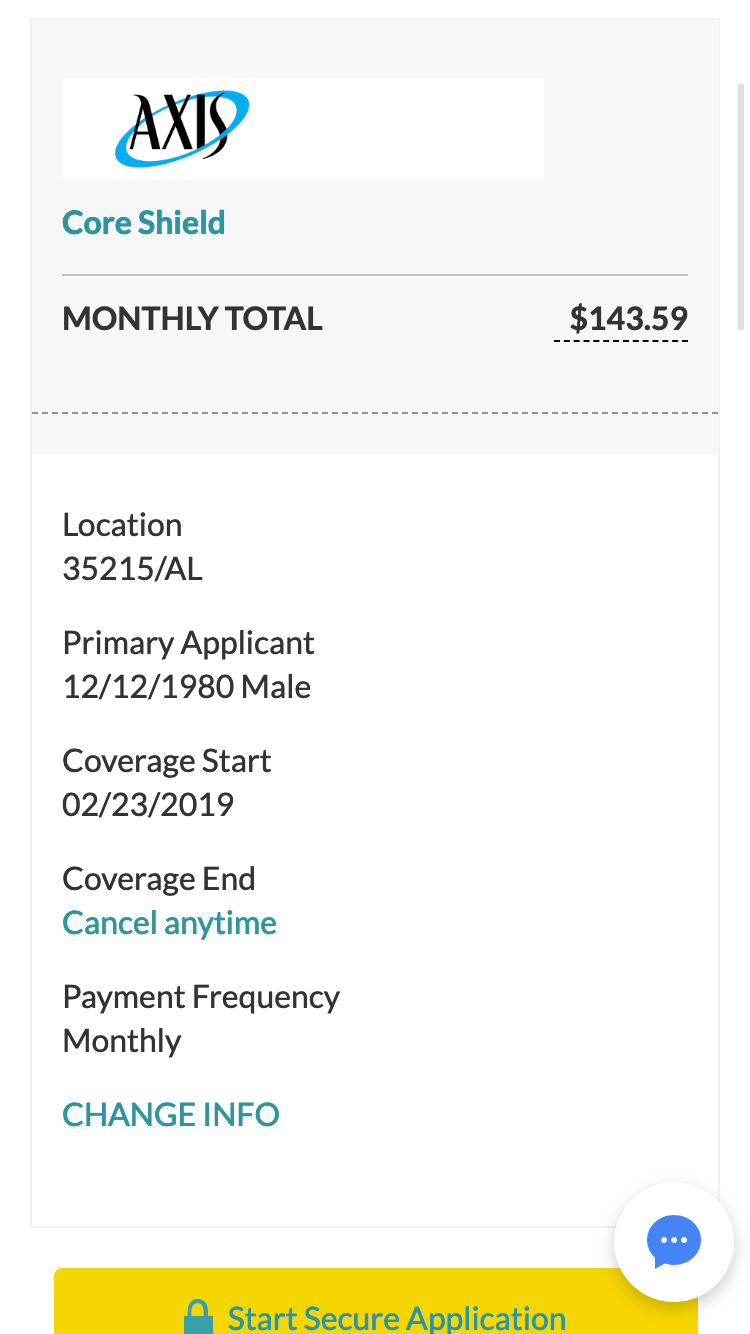 AXIS
Core Shield
MONTHLY TOTAL $143.59
Location
35215/AL
Primary Applicant
12/12/1980 Male
Coverage Start
02/23/2019
Coverage End
Cancel anytime
Payment Frequency
Monthly
CHANGE INFO
Start Secure Application